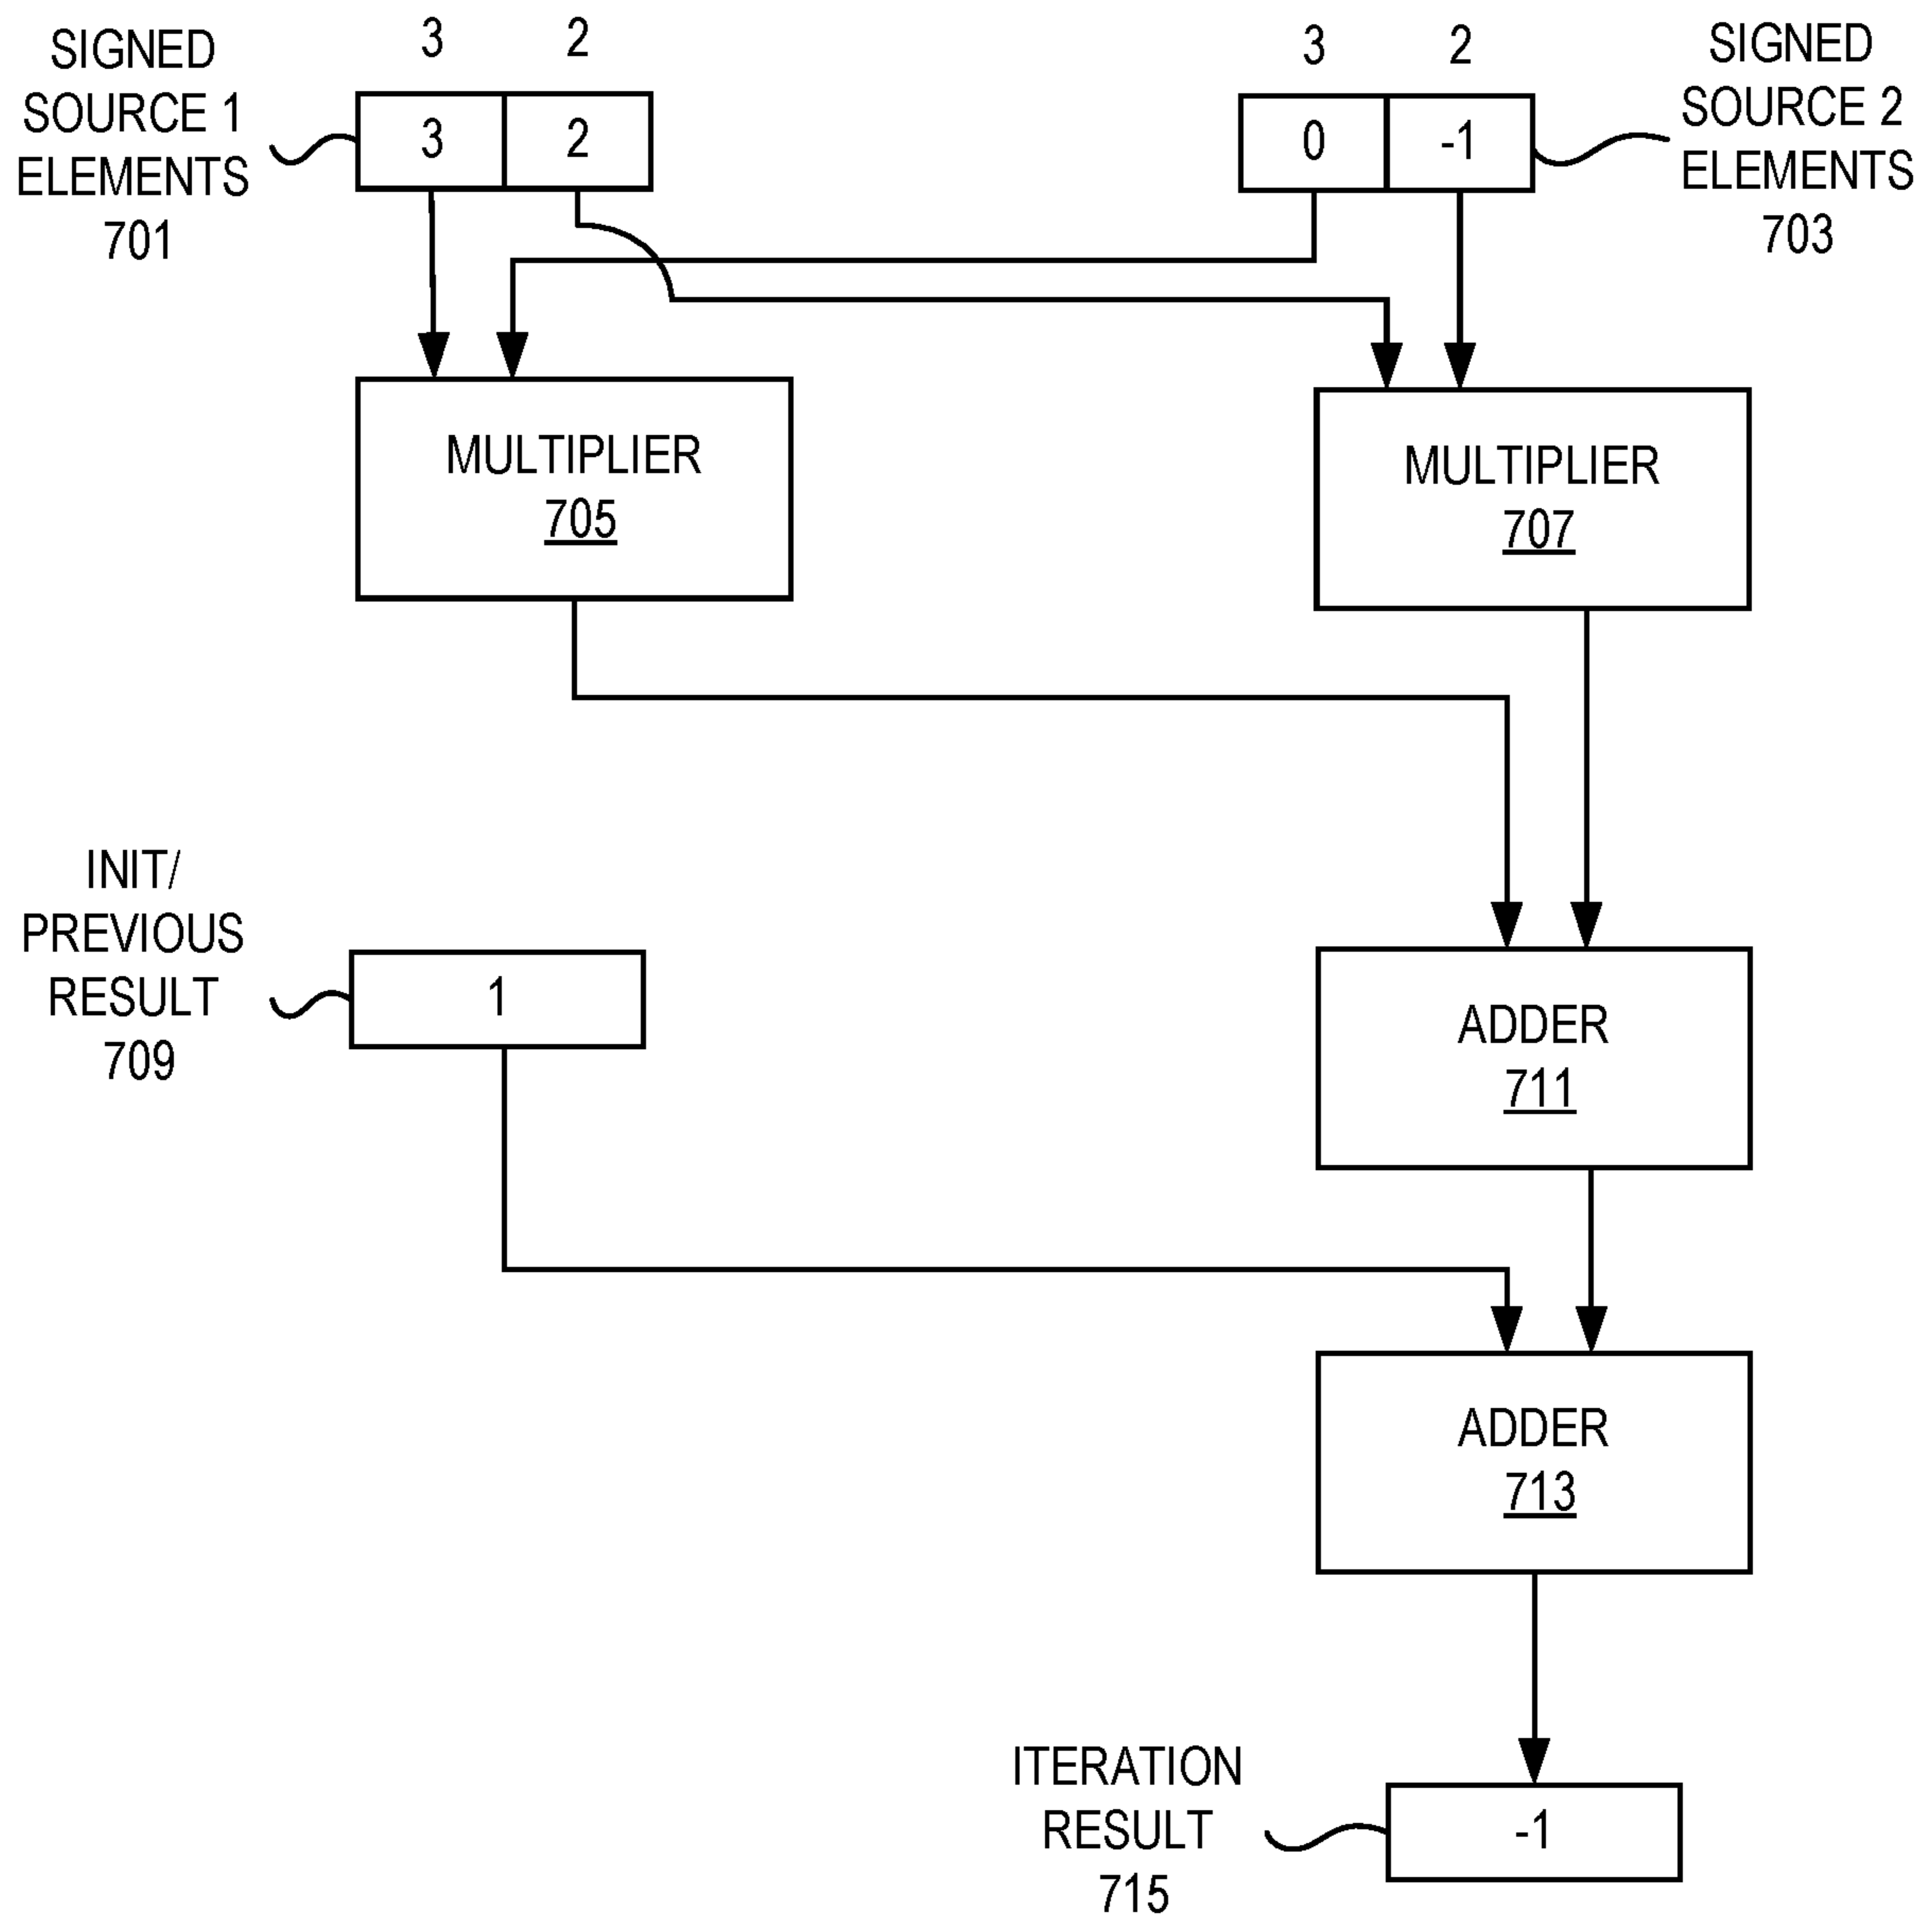 SIGNED
SOURCE 1
ELEMENTS
701
3 2
3 2
3 2
0 -1
SIGNED
SOURCE 2
ELEMENTS
703
MULTIPLIER
705
MULTIPLIER
707
INIT/
PREVIOUS
RESULT
709
1
ADDER
711
ADDER
713
ITERATION
RESULT
715
-1